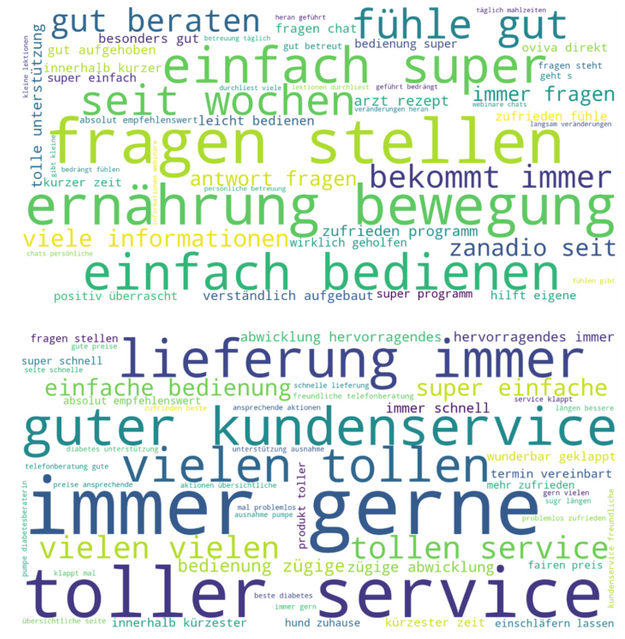 heran geführt
täglich mahlzeiten
gut beraten
fühle gut
besonders gut
betreuung täglich
fragen chat
kleine lektionen
tolle unterstützung
gut aufgehoben
gut betreut
bedienung super
oviva direkt
innerhalb kurzer
einfach super
fragen steht
super einfach
geht s
durchliest viele
lektionen durchliest
geführt bedrängt
immer fragen
webinare chats
seit wochen
arzt rezept
veränderungen heran
absolut empfehlenswert
leicht bedienen
zufrieden fühle
langsam veränderungen
fragen stellen
gibt kleine
informationen webinare
bedrängt fühlen
kurzer zeit
antwort fragen
bekommt immer
persönliche betreuung
ernährung bewegung
viele informationen
zufrieden programm
wirklich geholfen
zanadio seit
chats persönliche
einfach bedienen
fühlen gibt
positiv überrascht
verständlich aufgebaut
super programm
hilft eigene
fragen stellen
abwicklung hervorragendes
hervorragendes immer
gute preise
lieferung immer
super schnell
seite schnelle
einfache bedienung
schnelle lieferung
super einfache
freundliche telefonberatung
absolut empfehlenswert
service klappt
zufrieden beste
ansprechende aktionen
immer schnell
längen bessere
guter kundenservice
diabetes unterstützung
unterstützung ausnahme
vielen tollen
wunderbar geklappt
telefonberatung gute
termin vereinbart
pumpe diabetesberaterin
preise ansprechende
aktionen übersichtliche
produkt toller
mehr zufrieden
gern vielen
immer gerne
sugr längen
mal problemlos
ausnahme pumpe
problemlos zufrieden
kundenservice freundliche
vielen vielen
tollen service
bedienung zügige
zügige abwicklung
fairen preis
klappt mal
toller service
beste diabetes
immer gern
übersichtliche seite
innerhalb kürzester
hund zuhause
kürzester zeit
einschläfern lassen